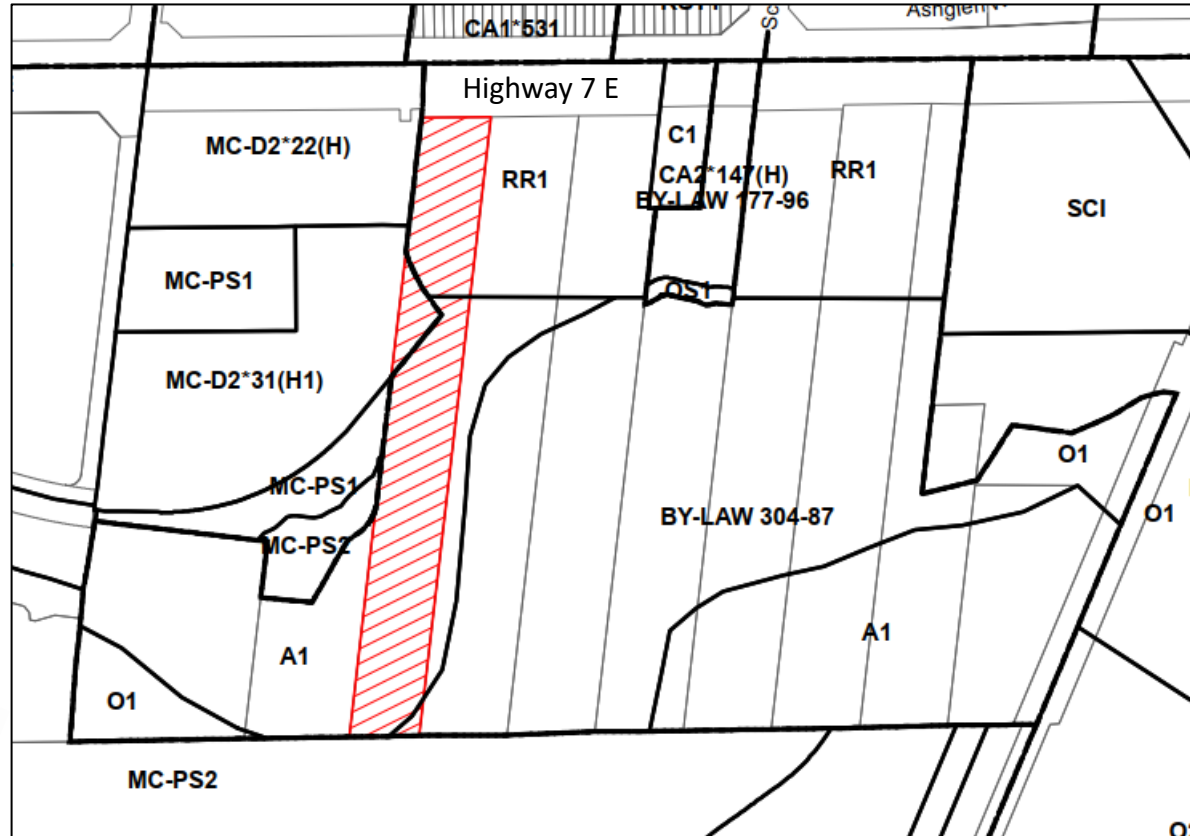 CA1*531
Highway 7 E
MC-D2*22(H)
C1
RR1
CA2*147(H)
BY-LAW 177-96
RR1
SCI
MC-PS1
OS1
MC-D2*31(H1)
O1
MC-PS1
BY-LAW 304-87
O1
MC-PS2
A1
A1
O1
MC-PS2